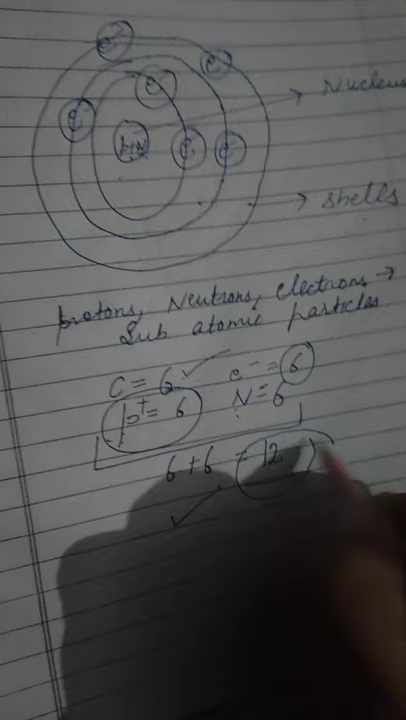 e⁻
e⁻
e⁻
Nucleus
e⁻
p+N
e⁻
e⁻
shells
protons, Neutrons, electrons →
Sub atomic particles
C = 6 ✓ e⁻ = 6
p⁺ = 6 N = 6
6 + 6 = 12
✓